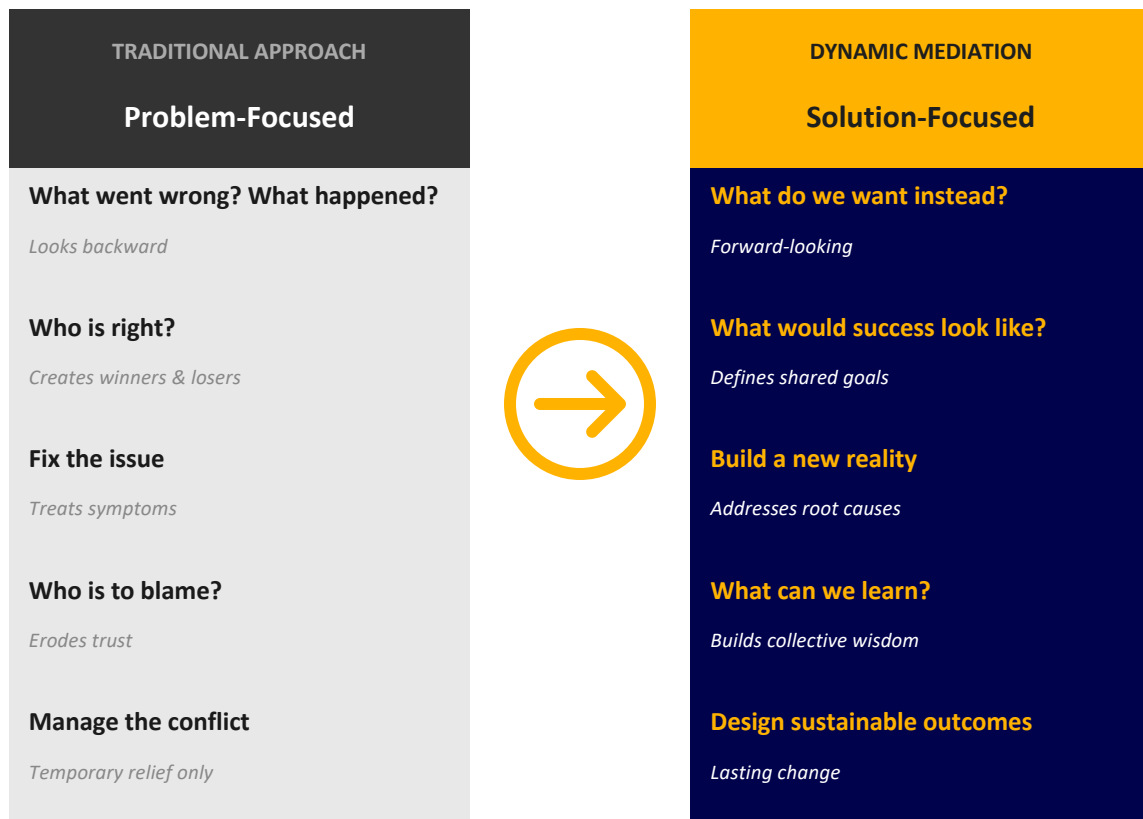 TRADITIONAL APPROACH
Problem-Focused
What went wrong? What happened?
Looks backward
Who is right?
Creates winners & losers
Fix the issue
Treats symptoms
Who is to blame?
Erodes trust
Manage the conflict
Temporary relief only
DYNAMIC MEDIATION
Solution-Focused
What do we want instead?
Forward-looking
What would success look like?
Defines shared goals
Build a new reality
Addresses root causes
What can we learn?
Builds collective wisdom
Design sustainable outcomes
Lasting change